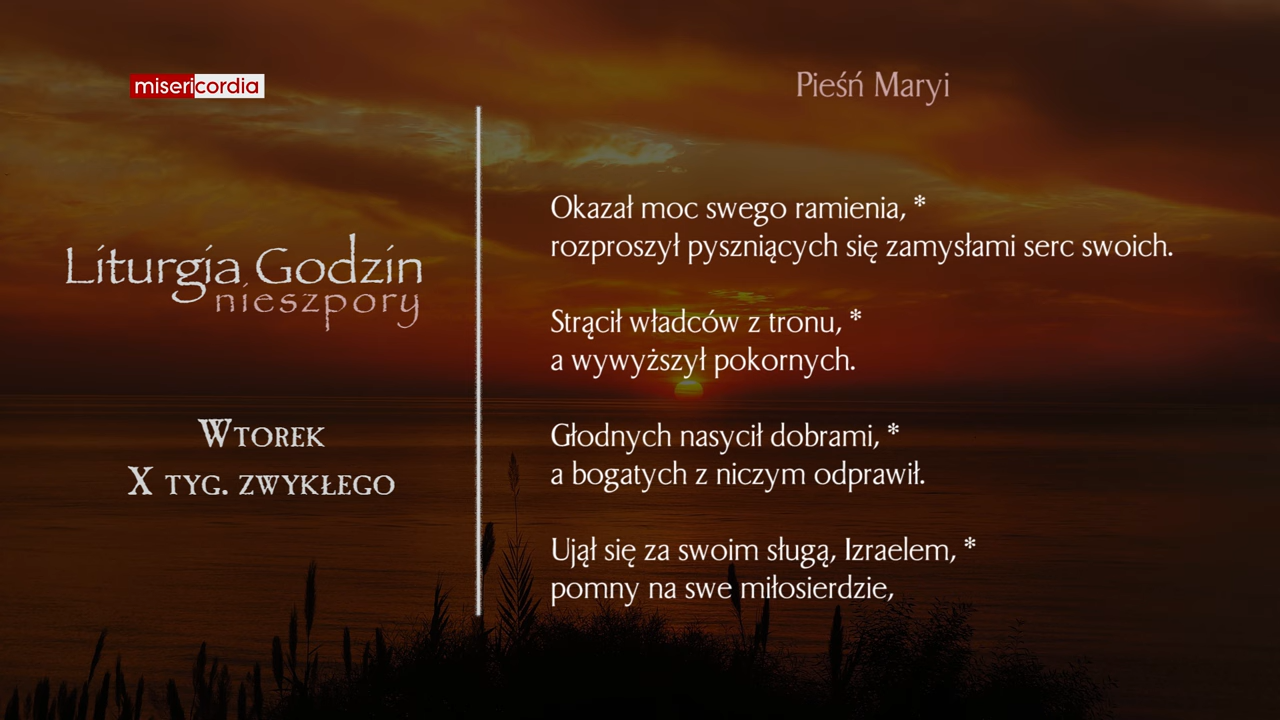 misericordia
Liturgia Godzin
nieszpory
Wtorek
X tyg. zwykłego
Pieśń Maryi
Okazał moc swego ramienia, *
rozproszył pyszniących się zamysłami serc swoich.
Strącił władców z tronu, *
a wywyższył pokornych.
Głodnych nasycił dobrami, *
a bogatych z niczym odprawił.
Ujął się za swoim sługą, Izraelem, *
pomny na swe miłosierdzie,